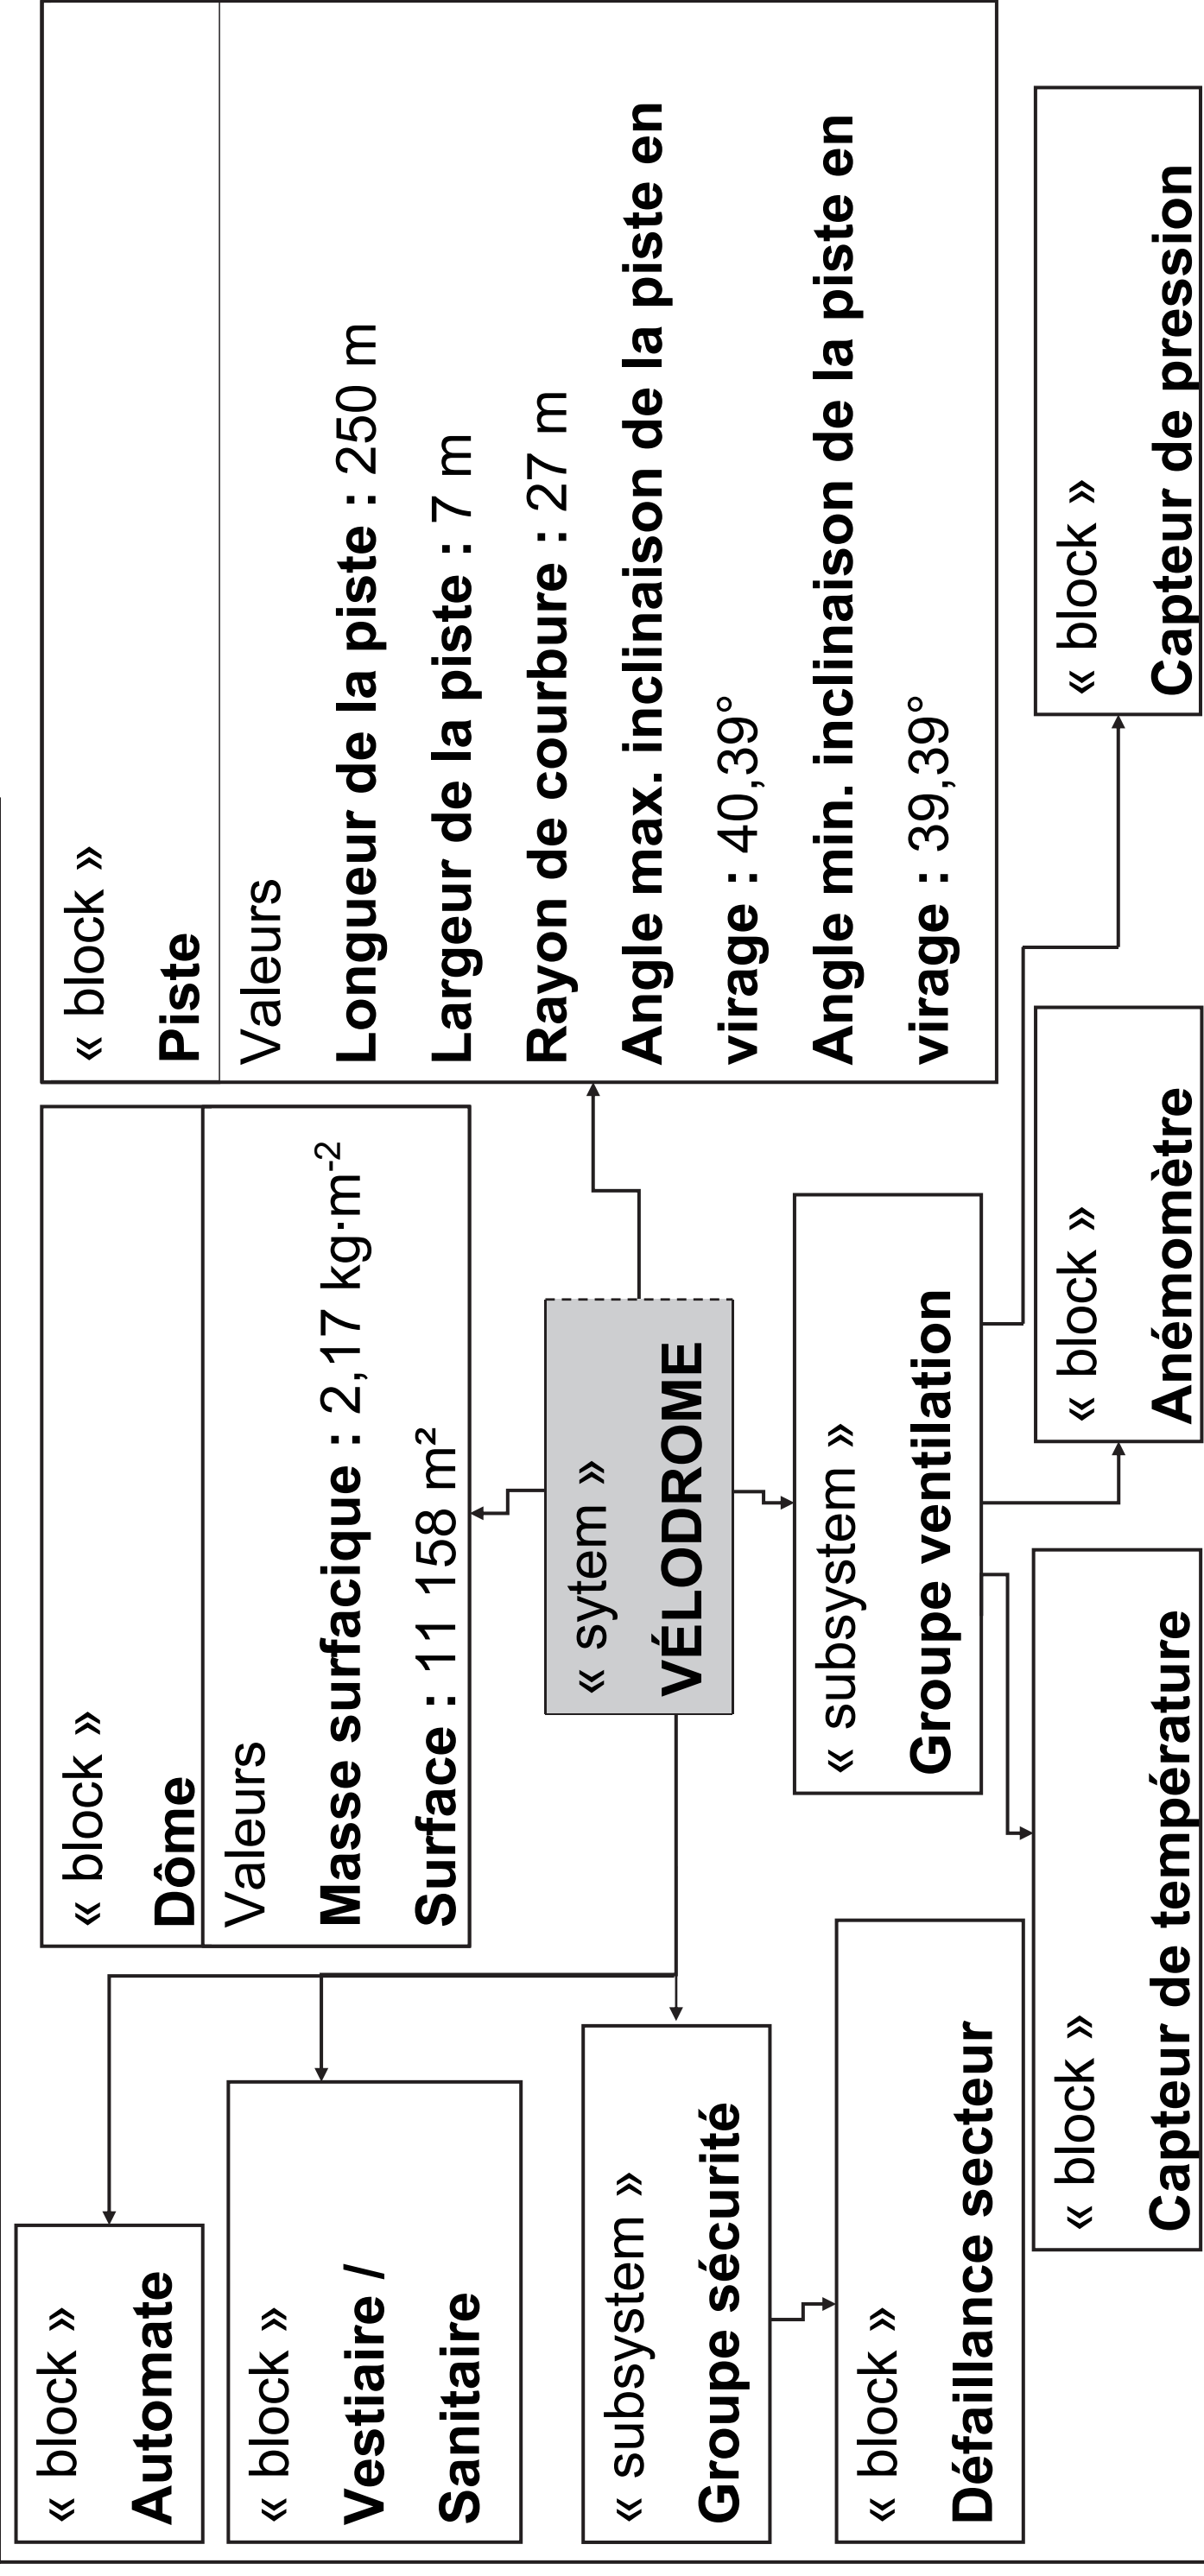 « block »
Automate
« block »
Vestiaire /
Sanitaire
« subsystem »
Groupe sécurité
« block »
Défaillance secteur
« block »
Dôme
Valeurs
Masse surfacique : 2,17 kg·m-2
Surface : 11 158 m²
« sytem »
VÉLODROME
« subsystem »
Groupe ventilation
« block »
Capteur de température
« block »
Anémomètre
« block »
Capteur de pression
« block »
Piste
Valeurs
Longueur de la piste : 250 m
Largeur de la piste : 7 m
Rayon de courbure : 27 m
Angle max. inclinaison de la piste en
virage : 40,39°
Angle min. inclinaison de la piste en
virage : 39,39°